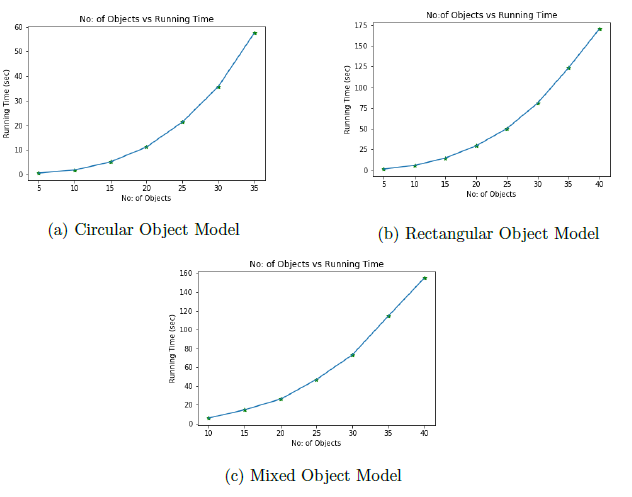 No: of Objects vs Running Time
60
50
40
30
20
10
0
Running Time (sec)
5 10 15 20 25 30 35
No: of Objects
(a) Circular Object Model
No:of Objects vs Running Time
175
150
125
100
75
50
25
0
Running Time (sec)
5 10 15 20 25 30 35 40
No: of Objects
(b) Rectangular Object Model
No: of Objects vs Running Time
160
140
120
100
80
60
40
20
0
Running Time (sec)
10 15 20 25 30 35 40
No: of Objects
(c) Mixed Object Model